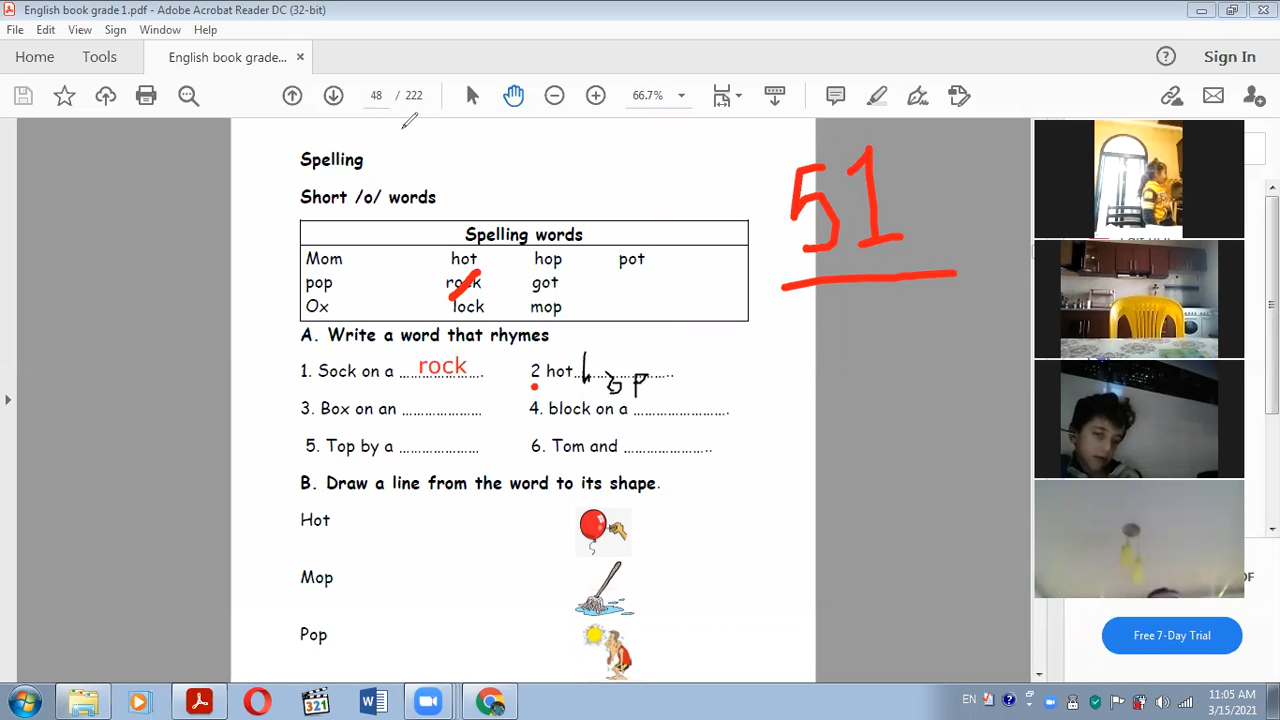 English book grade 1.pdf - Adobe Acrobat Reader DC (32-bit)
File Edit View Sign Window Help
Home Tools English book grade... × Sign In
48 / 222 66.7%
Spelling
Short /o/ words
51
Spelling words
Mom hot hop pot
pop rock got
Ox lock mop
A. Write a word that rhymes
1. Sock on a ...rock... 2 hot...hop...
3. Box on an ........................ 4. block on a ............................
5. Top by a ........................ 6. Tom and ........................
B. Draw a line from the word to its shape.
Hot
Mop
Pop
Free 7-Day Trial
EN 11:05 AM
3/15/2021